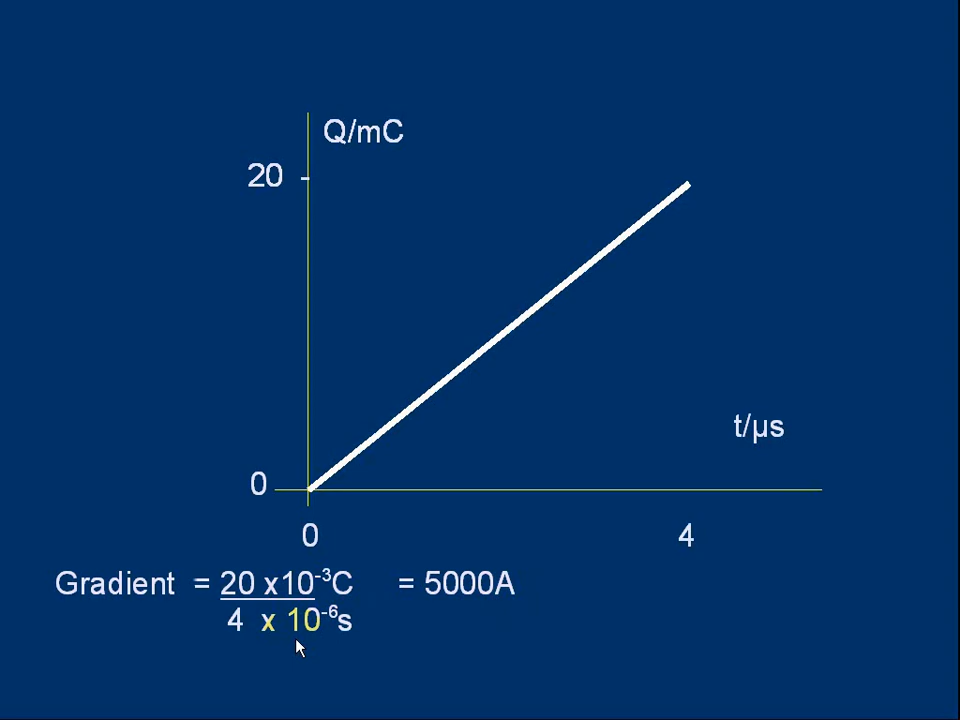 Q/mC
20 -
t/µs
0
0 4
Gradient = 20 x10⁻³C = 5000A
4 x 10⁻⁶s